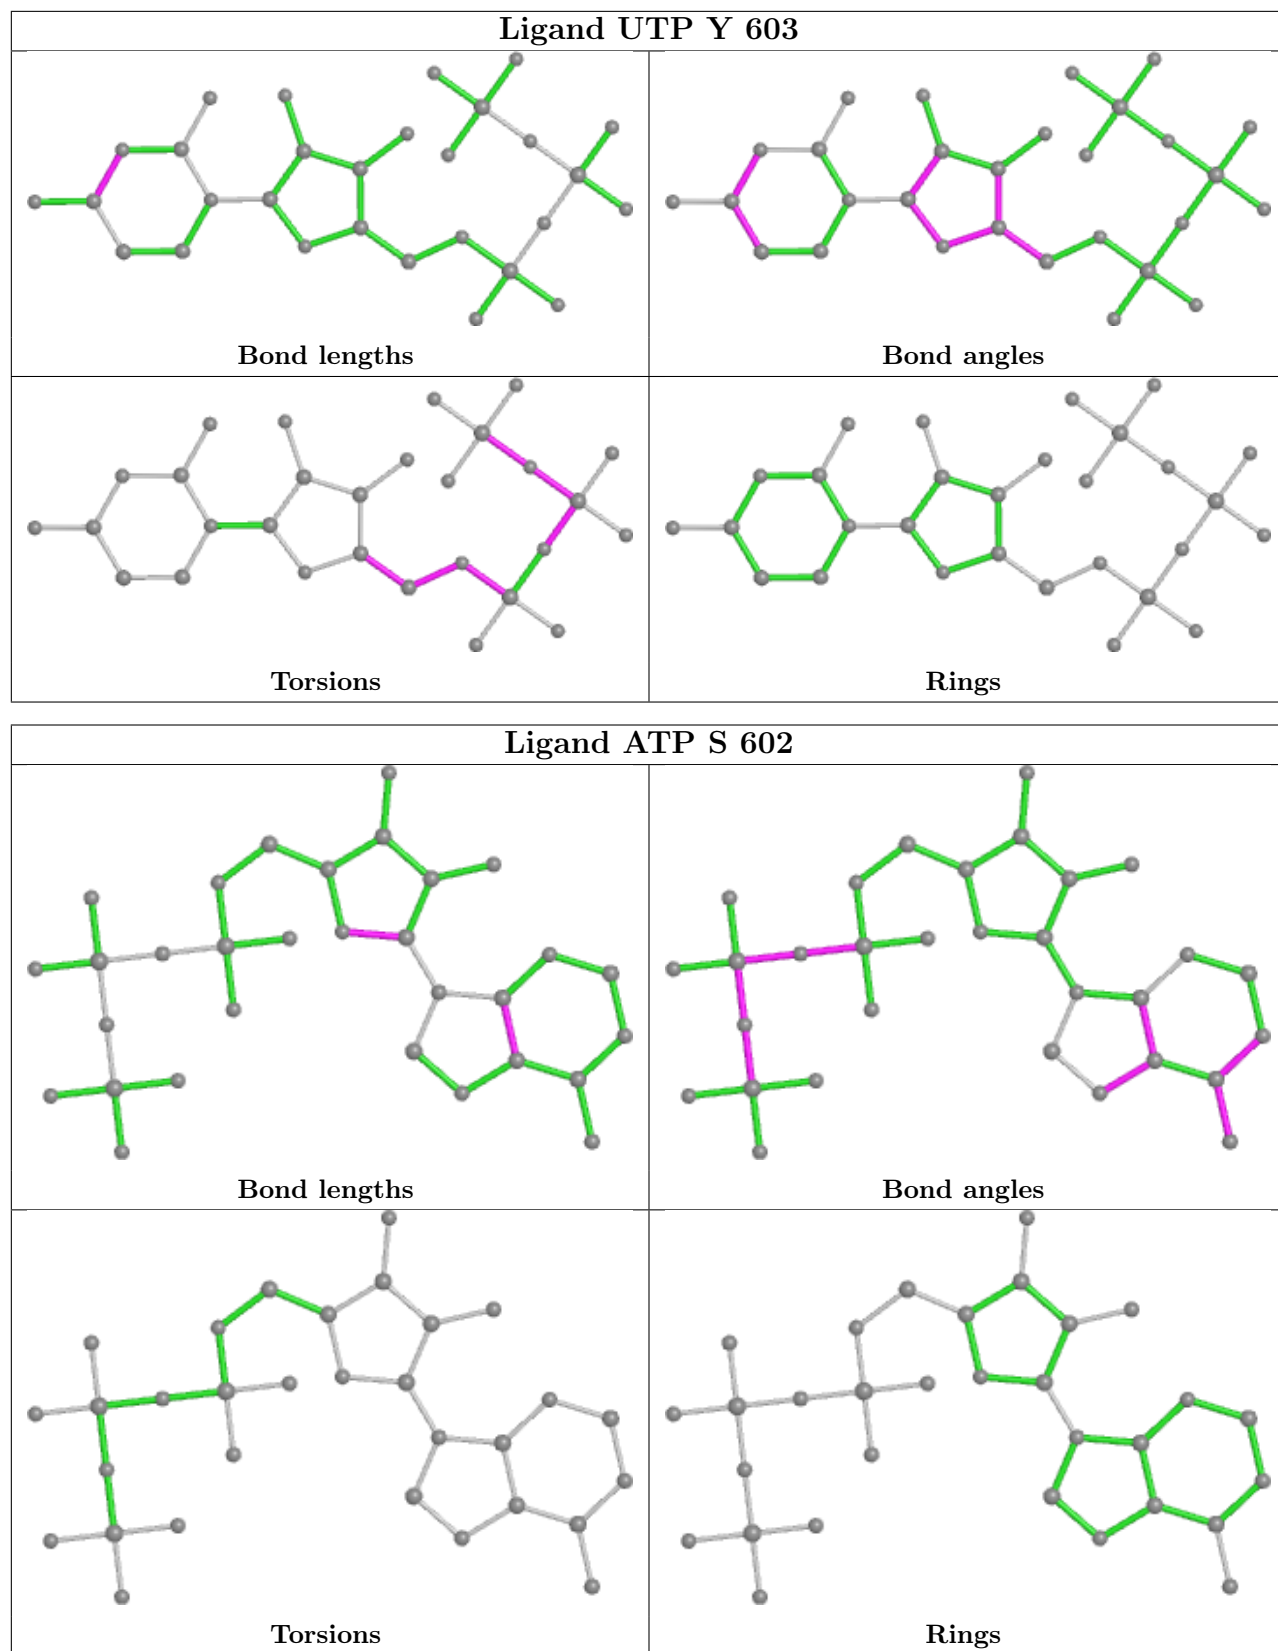 Ligand UTP Y 603
Bond lengths
Bond angles
Torsions
Rings
Ligand ATP S 602
Bond lengths
Bond angles
Torsions
Rings